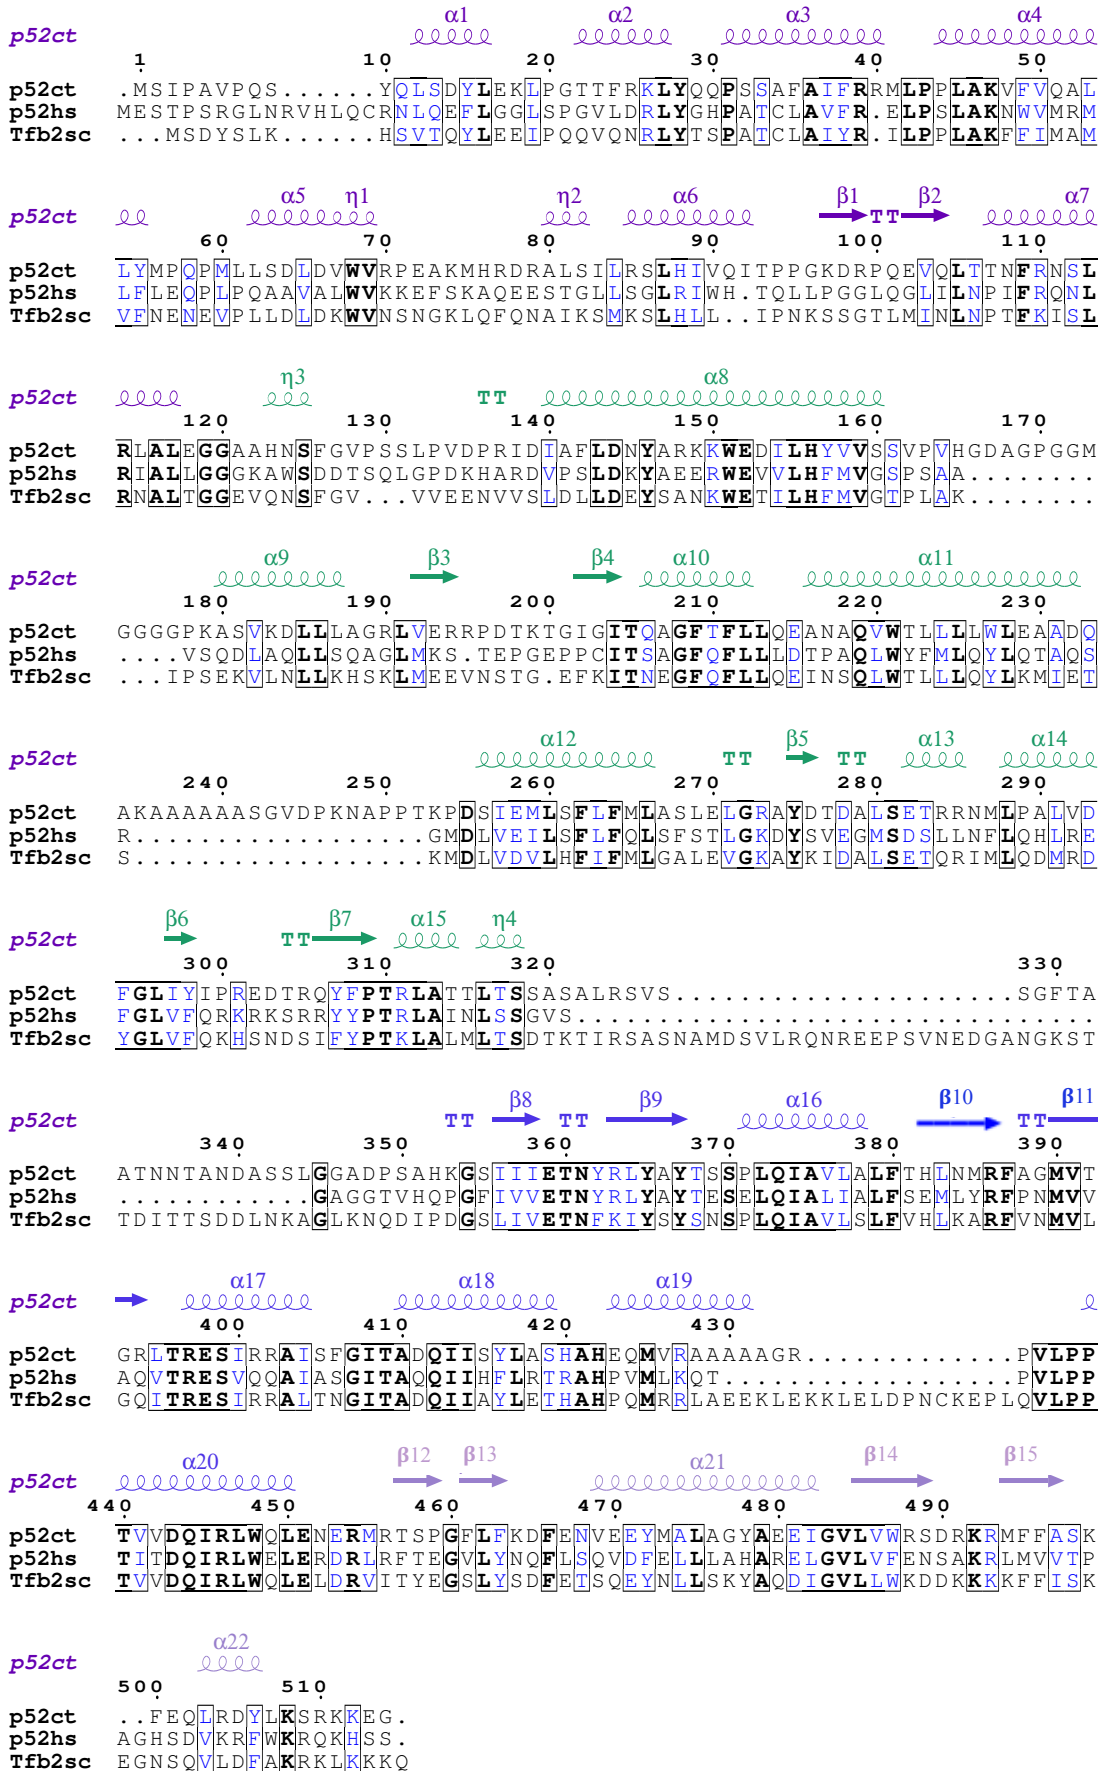 α1 α2 α3 α4
p52ct
1 10 20 30 40 50
p52ct .MSIPAVPQS......YQLSDYLEKLPGTTFRKLYQQPSSAFAIFRRMLPPLAKVFVQAL
p52hs MESTPSRGLNRVHLQCRNLQEFLGGLSPGVLDRLYGHPATCLAVFR.ELPSLAKNWVMRM
Tfb2sc ...MSDYSLK......HSVTQYLEEIPQQVQNRLYTSPATCLAIYR.ILPPLAKFFIMAM
α5 η1 η2 α6 β1 TT β2 α7
p52ct
60 70 80 90 100 110
p52ct LYMPQPMLLSDLDVWVRPEAKMHRDRALSILRSLHIVQITPPGKDRPQEVQLTTNFRNSL
p52hs LFLEQPLPQAAVALWVKKEFSKAQEESTGLLSGLRIWH.TQLLPGGLQGLILNPIFRQNL
Tfb2sc VFNENEVPLLDLDKWVNSNGKLQFQNAIKSMKSLHLL..IPNKSSGTLMINLNPTFKISL
η3 TT α8
p52ct
120 130 140 150 160 170
p52ct RLALEGGAAHNSFGVPSSLPVDPRIDIAFLDNYARKKWEDILHYVVSSVPVHGDAGPGGM
p52hs RIALLGGGKAWSDDTSQLGPDKHARDVPSLDKYAEERWEVVLHFMVGSPSAA........
Tfb2sc RNALTGGEVQNSFGV...VVEENVVSLDLLDEYSANKWETILHFMVGTPLAK........
α9 β3 β4 α10 α11
p52ct
180 190 200 210 220 230
p52ct GGGGPKASVKDLLLAGRLVERRPDTKTGIGITQAGFTFLLQEANAQVWTLLLLWLEAADQ
p52hs ....VSQDLAQLLSQAGLMKS.TEPGEPPCITSAGFQFLLLDTPAQLWYFMLQYLQTAQS
Tfb2sc ...IPSEKVLNLLKHSKLMEEVNSTG.EFKITNEGFQFLLQEINSQLWTLLLQYLKMIET
α12 TT β5 TT α13 α14
p52ct
240 250 260 270 280 290
p52ct AKAAAAAASGVDPKNAPPTKPDSIEMLSFLFMLASLELGRAYDTDALSETRRNMLPALVD
p52hs R..................GMDLVEILSFLFQLSFSTLGKDYSVEGMSDSLLNFLQHLRE
Tfb2sc S..................KMDLVDVLHFIFMLGALEVGKAYKIDALSETQRIMLQDMRD
β6 TT β7 α15 η4
p52ct
300 310 320 330
p52ct FGLIYIPREDTRQYFPTRLATTLTSSASALRSVS.....................SGFTA
p52hs FGLVFQRKRKSRRYYPTRLAINLSSGVS................................
Tfb2sc YGLVFQKHSNDSIFYPTKLALMLTSDTKTIRSASNAMDSVLRQNREEPSVNEDGANGKST
TT β8 TT β9 α16 β10 TT β11
p52ct
340 350 360 370 380 390
p52ct ATNNTANDASSLGGADPSAHKGSIIIETNYRLYAYTSSPLQIAVLALFTHLNMRFAGMVT
p52hs ............GAGGTVHQPGFIVVETNYRLYAYTESELQIALIALFSEMLYRFPNMVV
Tfb2sc TDITTSDDLNKAGLKNQDIPDGSLIVETNFKIYSYSNSPLQIAVLSLFVHLKARFVNMVL
α17 α18 α19
p52ct
400 410 420 430
p52ct GRLTRESIRRAISFGITADQIISYLASHAHEQMVRAAAAAGR.............PVLPP
p52hs AQVTRESVQQAIASGITAQQIIHFLRTRAHPVMLKQT..................PVLPP
Tfb2sc GQITRESIRRALTNGITADQIIAYLETHAHPQMRRLAEEKLEKKLELDPNCKEPLQVLPP
α20 β12 β13 α21 β14 β15
p52ct
440 450 460 470 480 490
p52ct TVVDQIRLWQLENERMRTSPGFLFKDFENVEEYMALAGYAEEIGVLVWRSDRKRMFFASK
p52hs TITDQIRLWELERDRLRFTEGVLYNQFLSQVDFELLLAHARELGVLVFENSAKRLMVVTP
Tfb2sc TVVDQIRLWQLELDRVITYEGSLYSDFETSQEYNLLSKYAQDIGVLLWKDDKKKKFFISK
α22
p52ct
500 510
p52ct ..FEQLRDYLKSRKKEG.
p52hs AGHSDVKRFWKRQKHSS.
Tfb2sc EGNSQVLDFAKRKLKKKQ